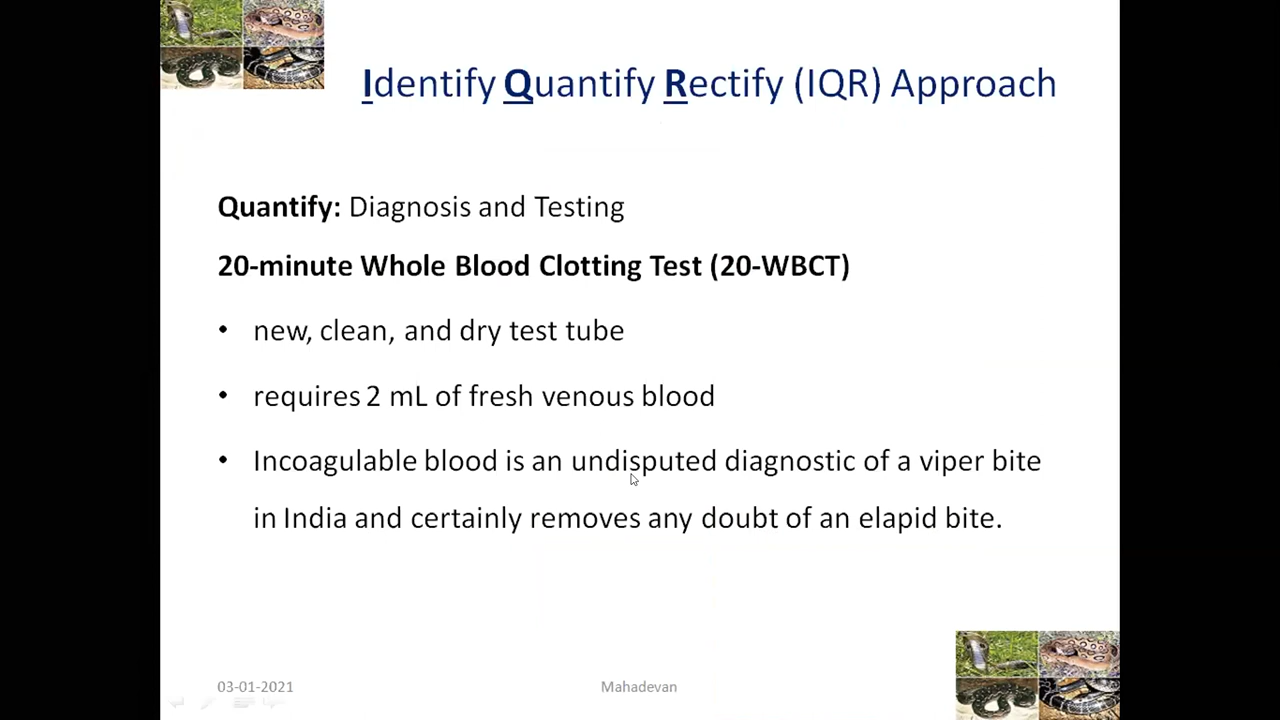 Identify Quantify Rectify (IQR) Approach
Quantify: Diagnosis and Testing
20-minute Whole Blood Clotting Test (20-WBCT)
• new, clean, and dry test tube
• requires 2 mL of fresh venous blood
• Incoagulable blood is an undisputed diagnostic of a viper bite
in India and certainly removes any doubt of an elapid bite.
03-01-2021
Mahadevan